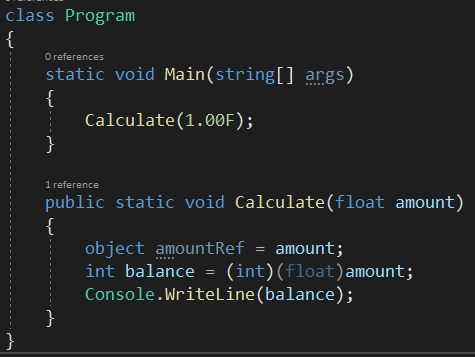 class Program
{
0 references
static void Main(string[] args)
{
Calculate(1.00F);
}
1 reference
public static void Calculate(float amount)
{
object amountRef = amount;
int balance = (int)(float)amount;
Console.WriteLine(balance);
}
}